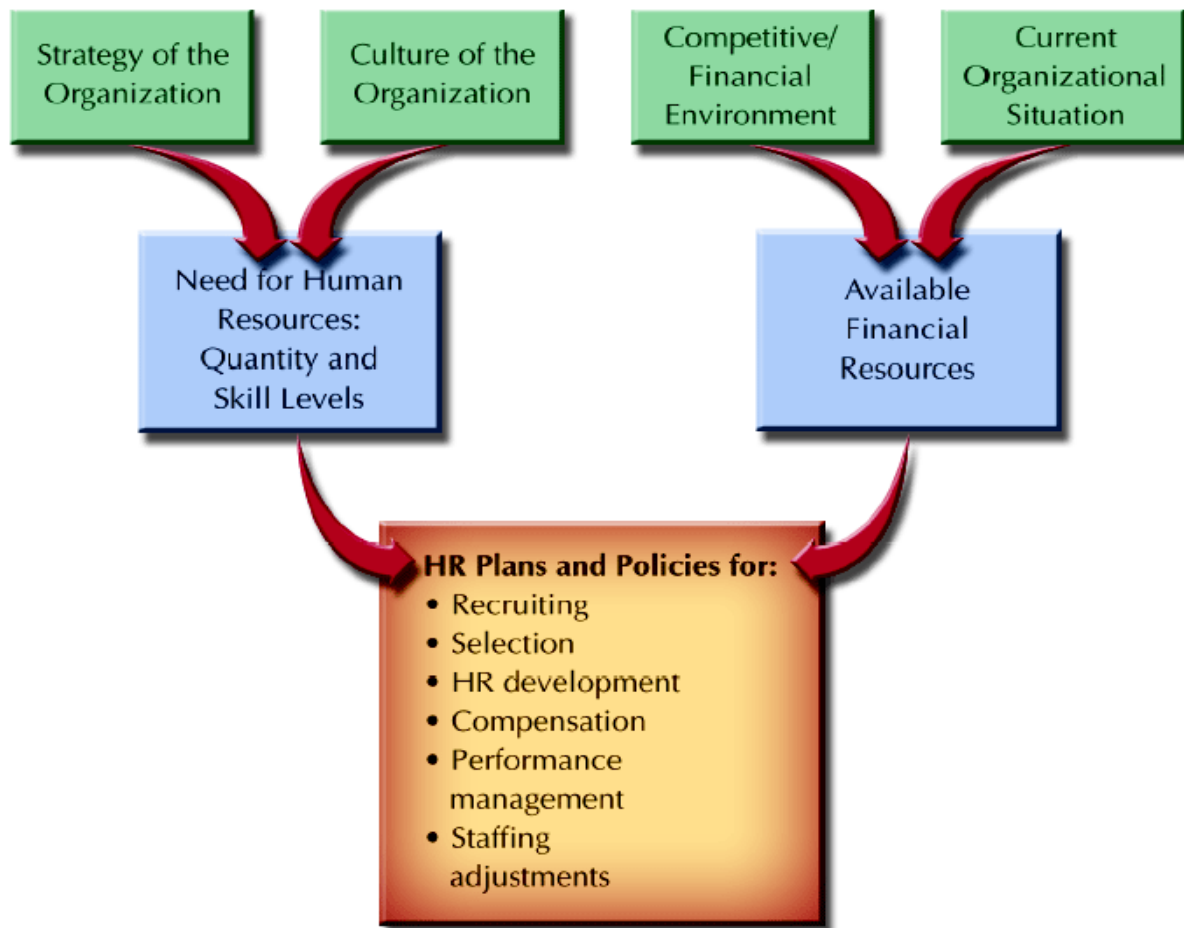 Strategy of the
Organization
Culture of the
Organization
Competitive/
Financial
Environment
Current
Organizational
Situation
Need for Human
Resources:
Quantity and
Skill Levels
Available
Financial
Resources
HR Plans and Policies for:
• Recruiting
• Selection
• HR development
• Compensation
• Performance
management
• Staffing
adjustments